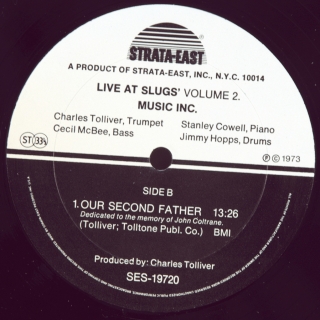 STRATA-EAST
A PRODUCT OF STRATA-EAST, INC., N.Y.C. 10014
LIVE AT SLUGS' VOLUME 2.
MUSIC INC.
Charles Tolliver, Trumpet Stanley Cowell, Piano
Cecil McBee, Bass Jimmy Hopps, Drums
ST 33⅓
Ⓟ © 1973
SIDE B
1. OUR SECOND FATHER 13:26
Dedicated to the memory of John Coltrane.
(Tolliver; Tolltone Publ. Co.) BMI
Produced by: Charles Tolliver
SES-19720